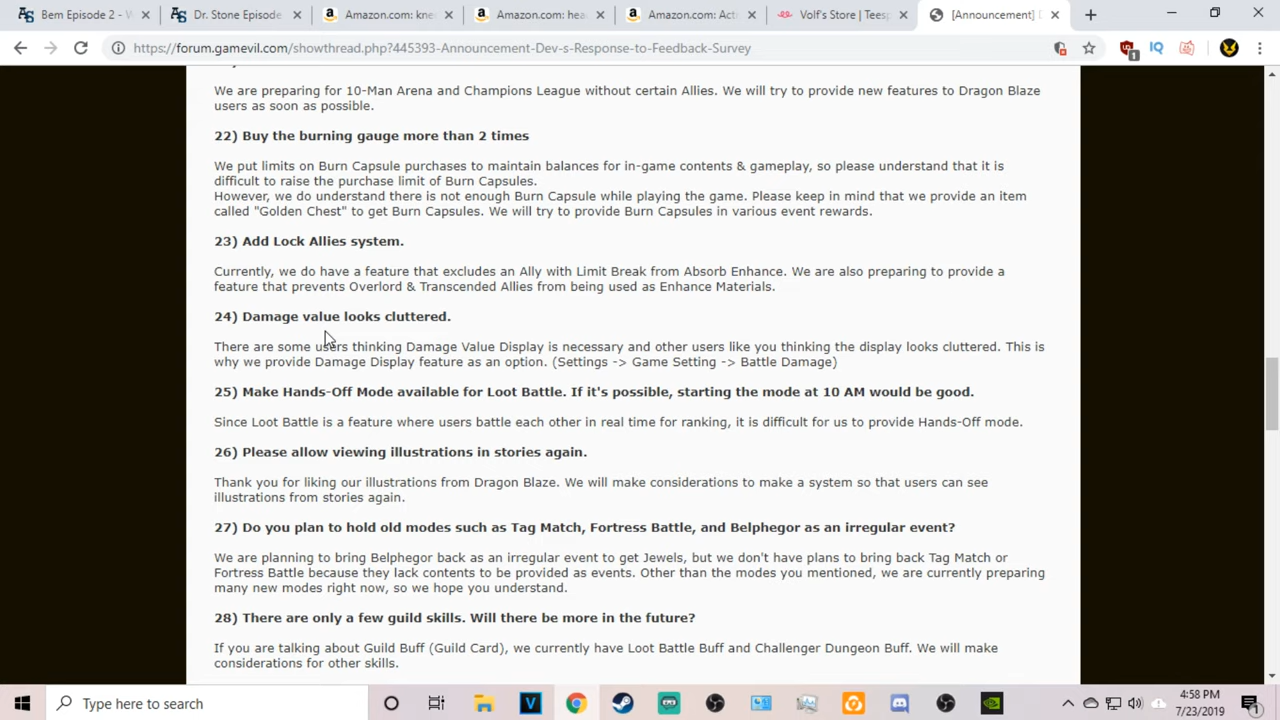 Bem Episode 2 - W
Dr. Stone Episode
Amazon.com: kne
Amazon.com: hea
Amazon.com: Acti
Volf's Store | Teesp
[Announcement] D
https://forum.gamevil.com/showthread.php?445393-Announcement-Dev-s-Response-to-Feedback-Survey
We are preparing for 10-Man Arena and Champions League without certain Allies. We will try to provide new features to Dragon Blaze
users as soon as possible.
22) Buy the burning gauge more than 2 times
We put limits on Burn Capsule purchases to maintain balances for in-game contents & gameplay, so please understand that it is
difficult to raise the purchase limit of Burn Capsules.
However, we do understand there is not enough Burn Capsule while playing the game. Please keep in mind that we provide an item
called "Golden Chest" to get Burn Capsules. We will try to provide Burn Capsules in various event rewards.
23) Add Lock Allies system.
Currently, we do have a feature that excludes an Ally with Limit Break from Absorb Enhance. We are also preparing to provide a
feature that prevents Overlord & Transcended Allies from being used as Enhance Materials.
24) Damage value looks cluttered.
There are some users thinking Damage Value Display is necessary and other users like you thinking the display looks cluttered. This is
why we provide Damage Display feature as an option. (Settings -> Game Setting -> Battle Damage)
25) Make Hands-Off Mode available for Loot Battle. If it's possible, starting the mode at 10 AM would be good.
Since Loot Battle is a feature where users battle each other in real time for ranking, it is difficult for us to provide Hands-Off mode.
26) Please allow viewing illustrations in stories again.
Thank you for liking our illustrations from Dragon Blaze. We will make considerations to make a system so that users can see
illustrations from stories again.
27) Do you plan to hold old modes such as Tag Match, Fortress Battle, and Belphegor as an irregular event?
We are planning to bring Belphegor back as an irregular event to get Jewels, but we don't have plans to bring back Tag Match or
Fortress Battle because they lack contents to be provided as events. Other than the modes you mentioned, we are currently preparing
many new modes right now, so we hope you understand.
28) There are only a few guild skills. Will there be more in the future?
If you are talking about Guild Buff (Guild Card), we currently have Loot Battle Buff and Challenger Dungeon Buff. We will make
considerations for other skills.
Type here to search
4:58 PM
7/23/2019